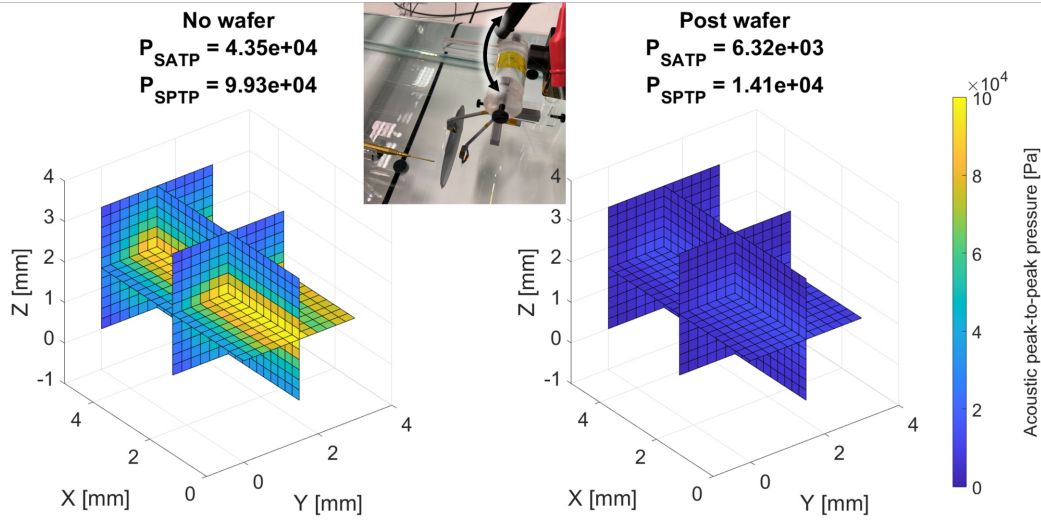 No wafer
P_SATP = 4.35e+04
P_SPTP = 9.93e+04
Post wafer
P_SATP = 6.32e+03
P_SPTP = 1.41e+04
4
3
2
1
0
-1
Z [mm]
4
2
0
X [mm]
0
2
4
Y [mm]
4
3
2
1
0
-1
Z [mm]
4
2
0
X [mm]
0
2
4
Y [mm]
×10^4
10
8
6
4
2
0
Acoustic peak-to-peak pressure [Pa]